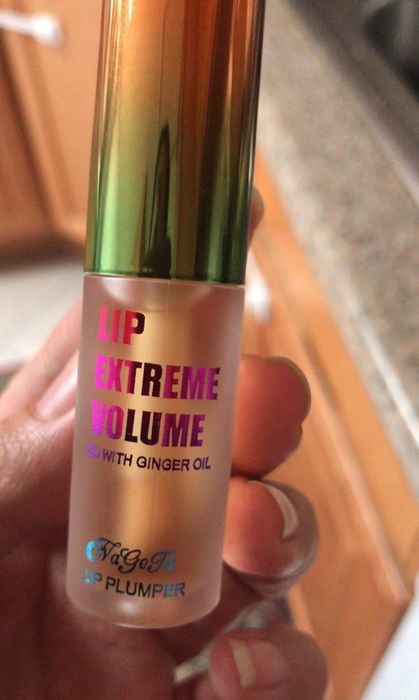 LIP
EXTREME
VOLUME
WITH GINGER OIL
LIP PLUMPER